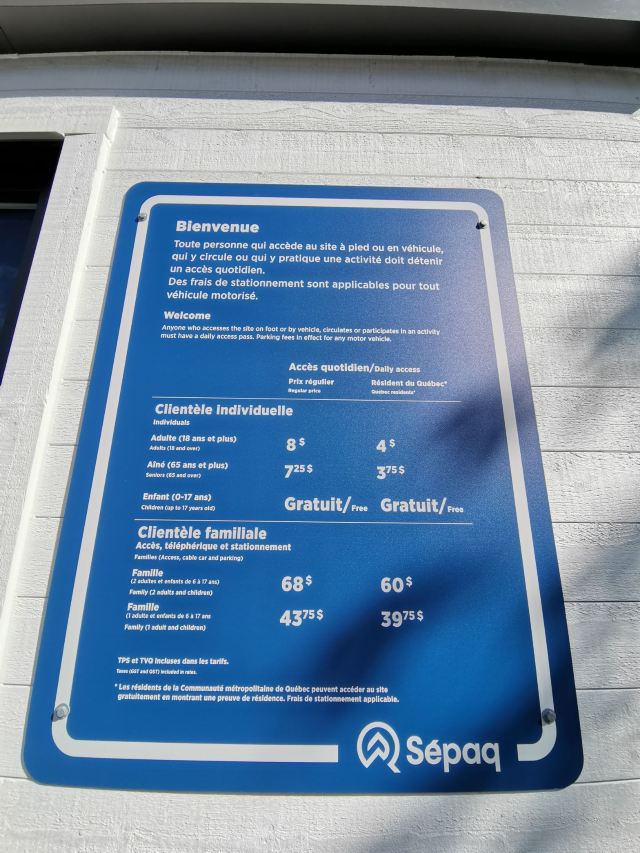 Bienvenue
Toute personne qui accède au site à pied ou en véhicule,
qui y circule ou qui y pratique une activité doit détenir
un accès quotidien.
Des frais de stationnement sont applicables pour tout
véhicule motorisé.
Welcome
Anyone who accesses the site on foot or by vehicle, circulates or participates in an activity
must have a daily access pass. Parking fees in effect for any motor vehicle.
Accès quotidien/Daily access
Prix régulier Résident du Québec*
Regular price Quebec residents*
Clientèle individuelle
Individuals
Adulte (18 ans et plus) 8 $ 4 $
Adults (18 and over)
Aîné (65 ans et plus) 7 25 $ 3 75 $
Seniors (65 and over)
Enfant (0-17 ans) Gratuit/Free Gratuit/Free
Children (up to 17 years old)
Clientèle familiale
Accès, téléphérique et stationnement
Families (Access, cable car and parking)
Famille 68 $ 60 $
(2 adultes et enfants de 6 à 17 ans)
Family (2 adults and children)
Famille 43 75 $ 39 75 $
(1 adulte et enfants de 6 à 17 ans
Family (1 adult and children)
TPS et TVQ incluses dans les tarifs.
Taxes (GST and QST) included in rates.
* Les résidents de la Communauté métropolitaine de Québec peuvent accéder au site
gratuitement en montrant une preuve de résidence. Frais de stationnement applicable.
Sépaq